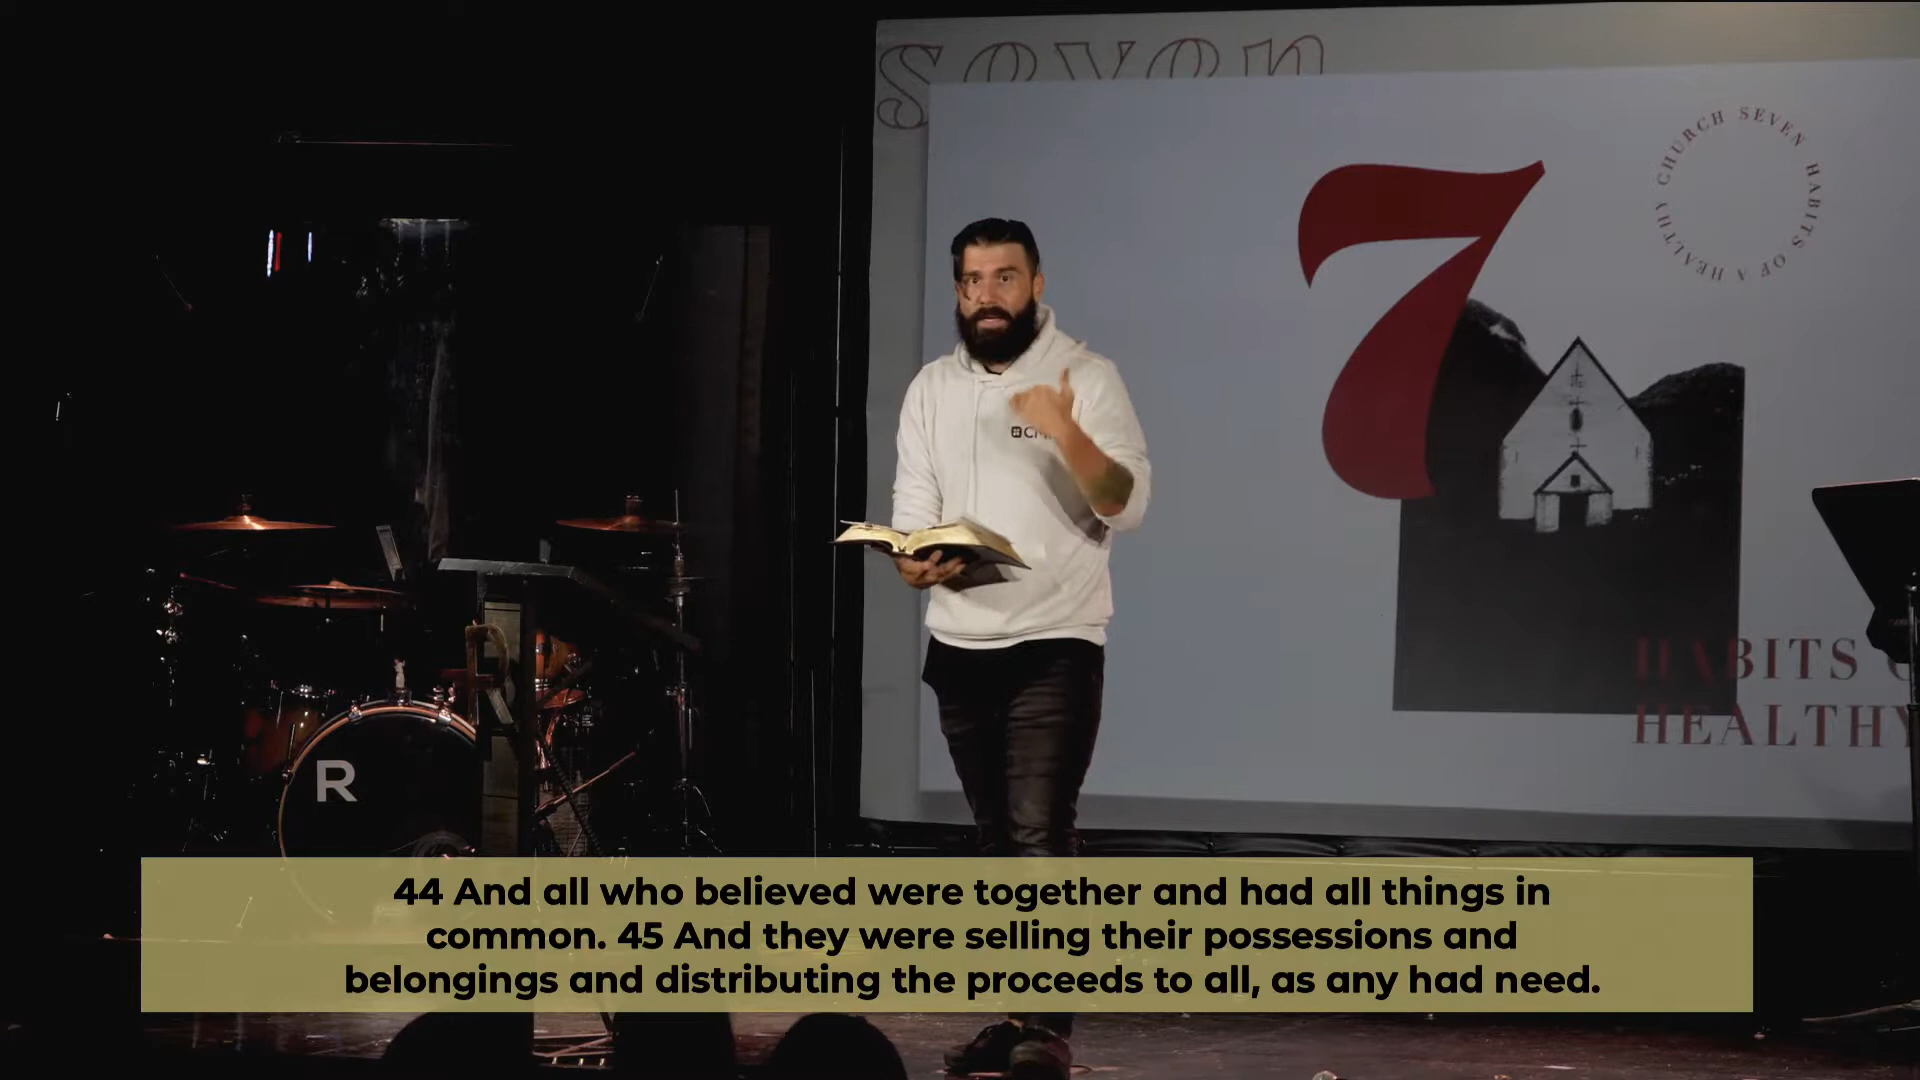 seven
7
CHURCH SEVEN HABITS OF A HEALTHY
HABITS
HEALTHY
R
44 And all who believed were together and had all things in
common. 45 And they were selling their possessions and
belongings and distributing the proceeds to all, as any had need.